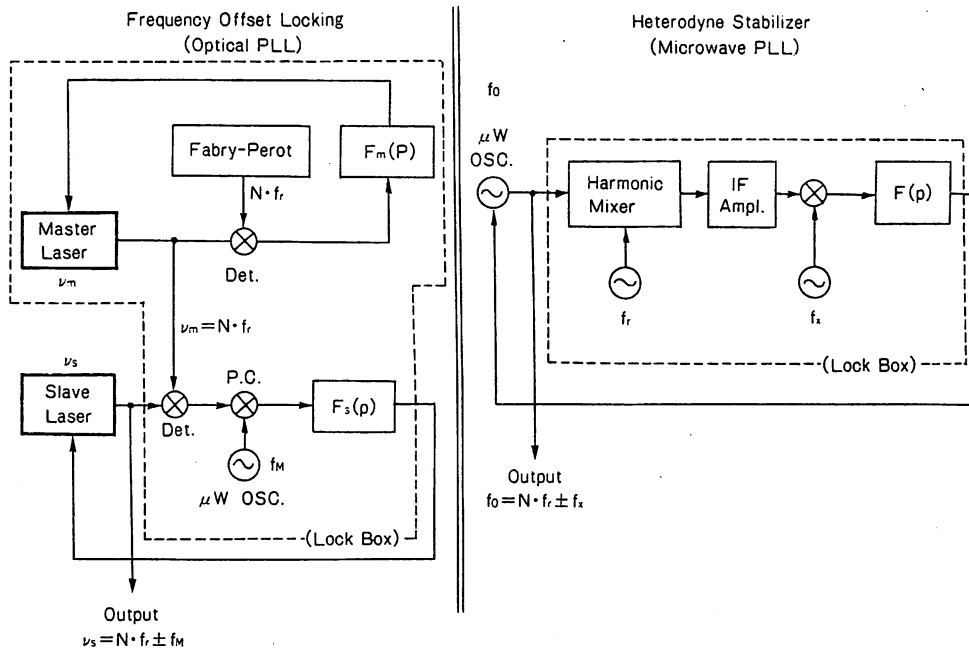 Frequency Offset Locking
(Optical PLL)
Fabry-Perot
Fm(P)
N·fr
Master
Laser
νm
Det.
νm=N·fr
νs
Slave
Laser
P.C.
Det.
Fs(p)
fM
μW OSC.
(Lock Box)
Output
νs=N·fr±fM
Heterodyne Stabilizer
(Microwave PLL)
fo
μW
OSC.
Harmonic
Mixer
IF
Ampl.
F(p)
fr
fx
(Lock Box)
Output
fo=N·fr±fx